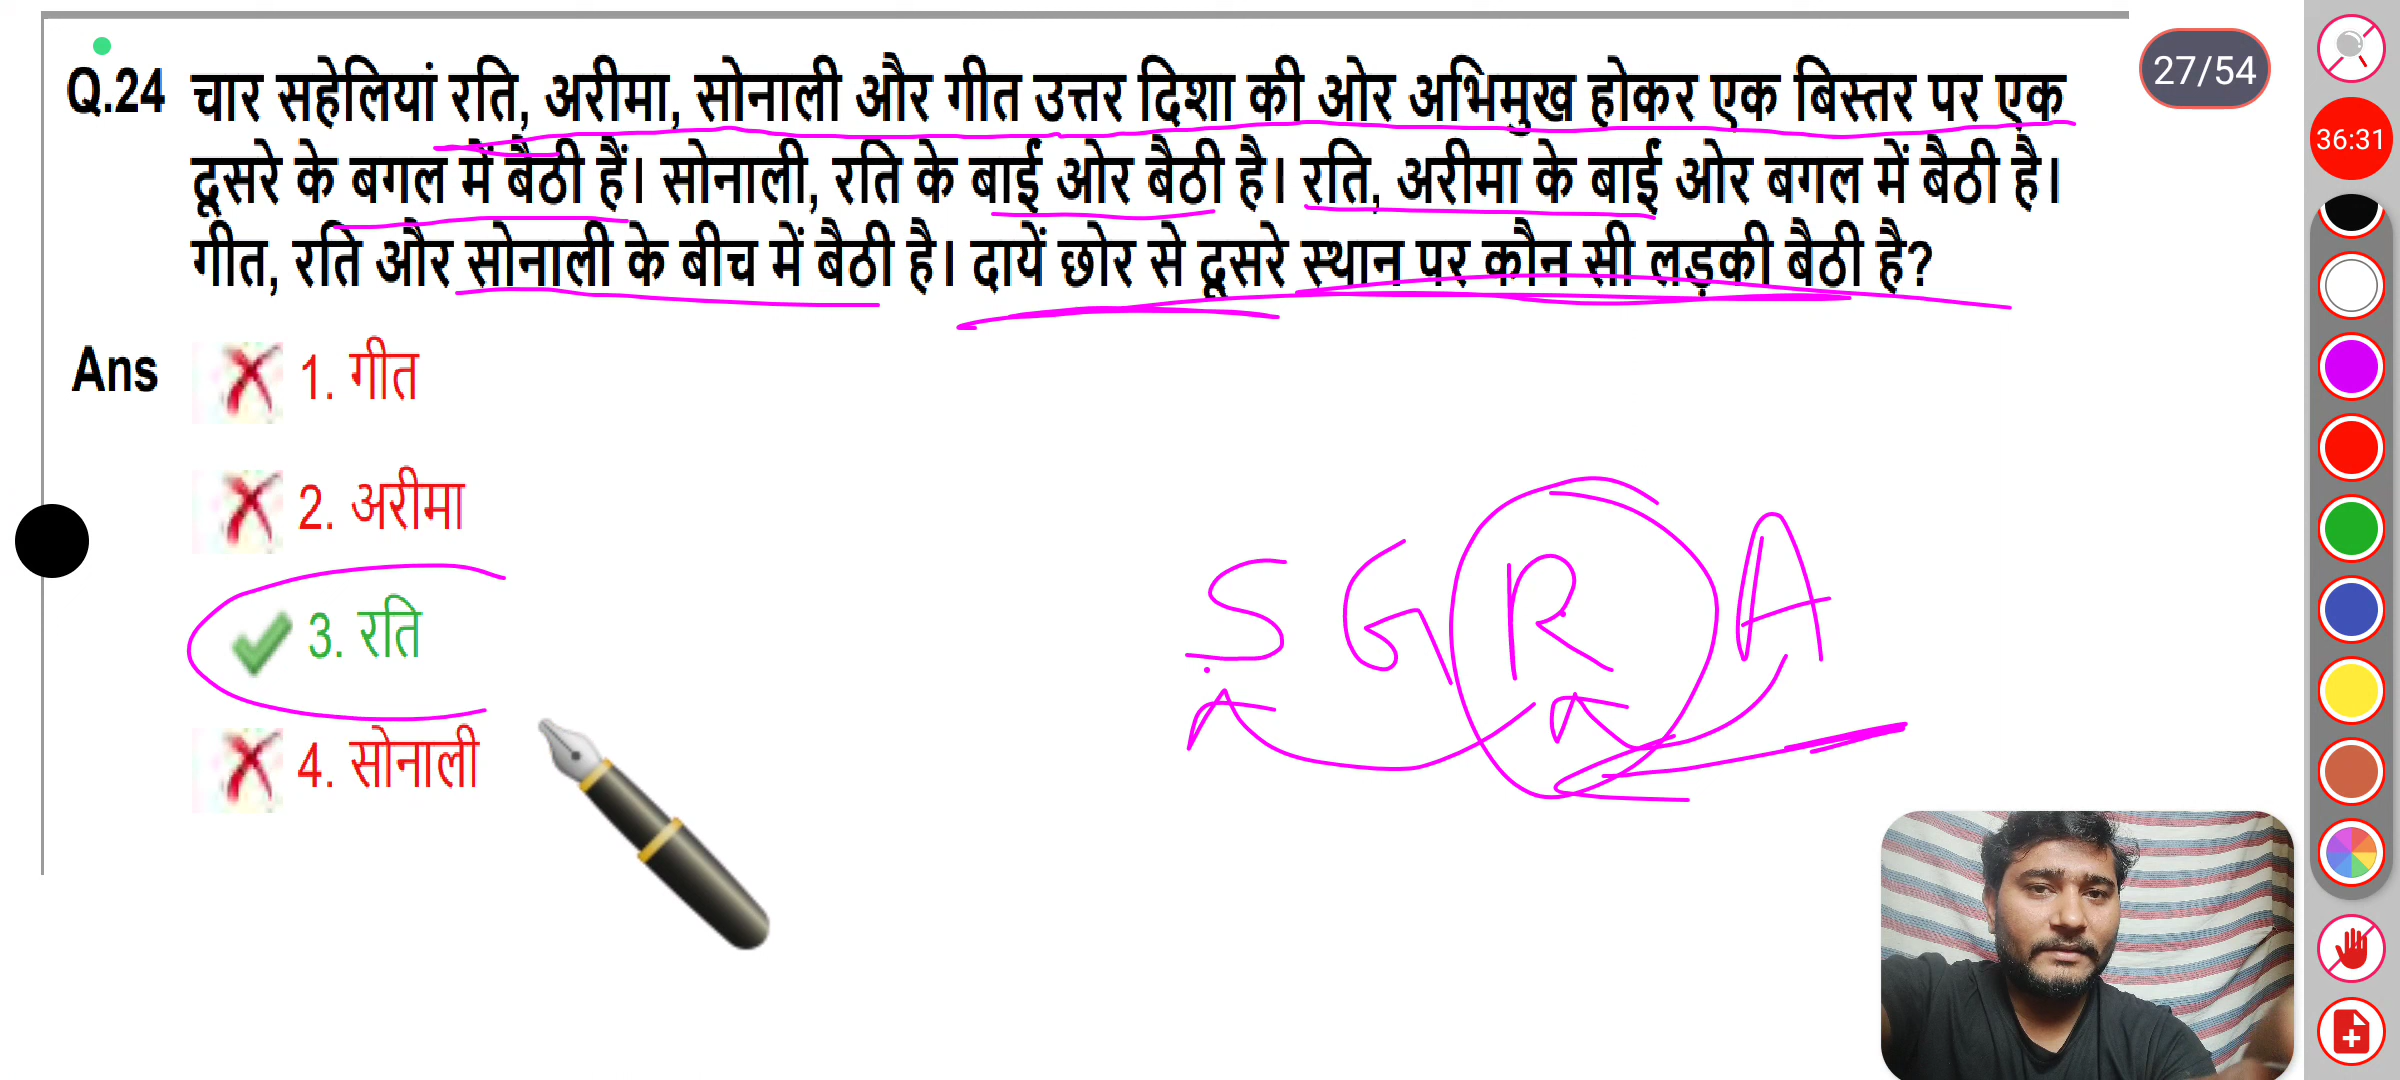 Q.24 चार सहेलियां रति, अरीमा, सोनाली और गीत उत्तर दिशा की ओर अभिमुख होकर एक बिस्तर पर एक
दूसरे के बगल में बैठी हैं। सोनाली, रति के बाईं ओर बैठी है। रति, अरीमा के बाईं ओर बगल में बैठी है।
गीत, रति और सोनाली के बीच में बैठी है। दायें छोर से दूसरे स्थान पर कौन सी लड़की बैठी है?
27/54
36:31
Ans 1. गीत
2. अरीमा
3. रति
4. सोनाली
S G R A